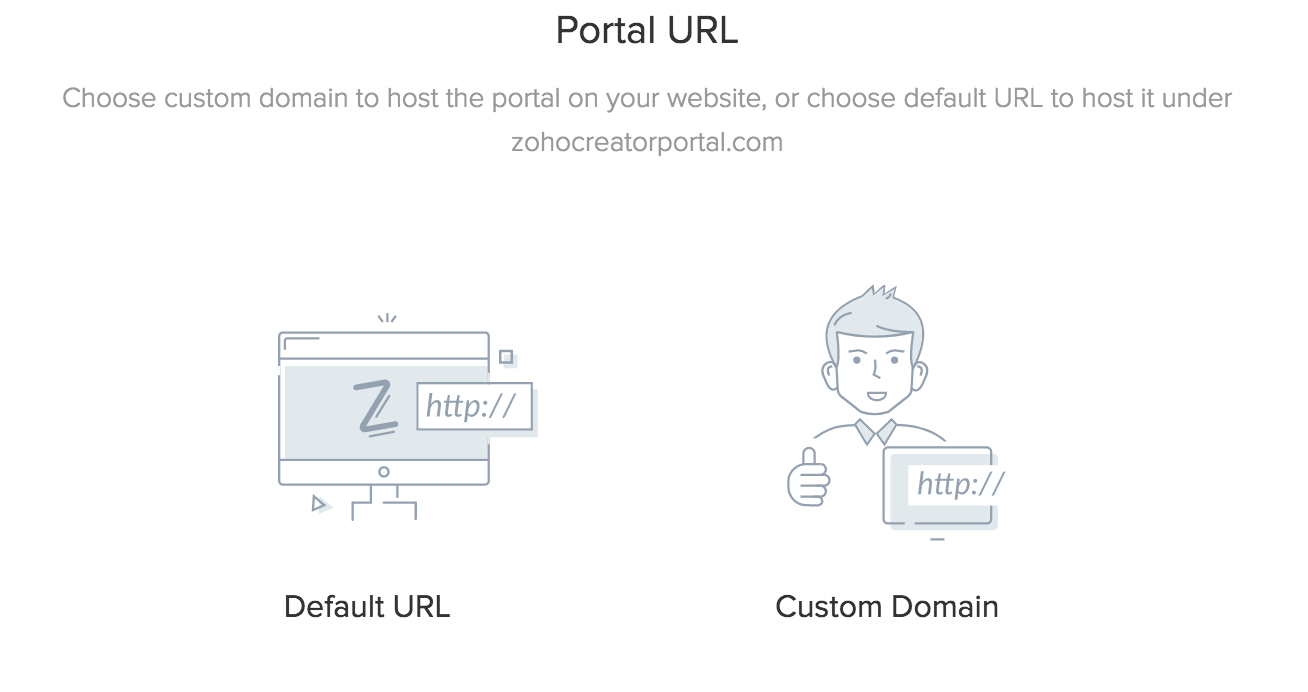 Portal URL
Choose custom domain to host the portal on your website, or choose default URL to host it under
zohocreatorportal.com
Z
http://
http://
Default URL
Custom Domain